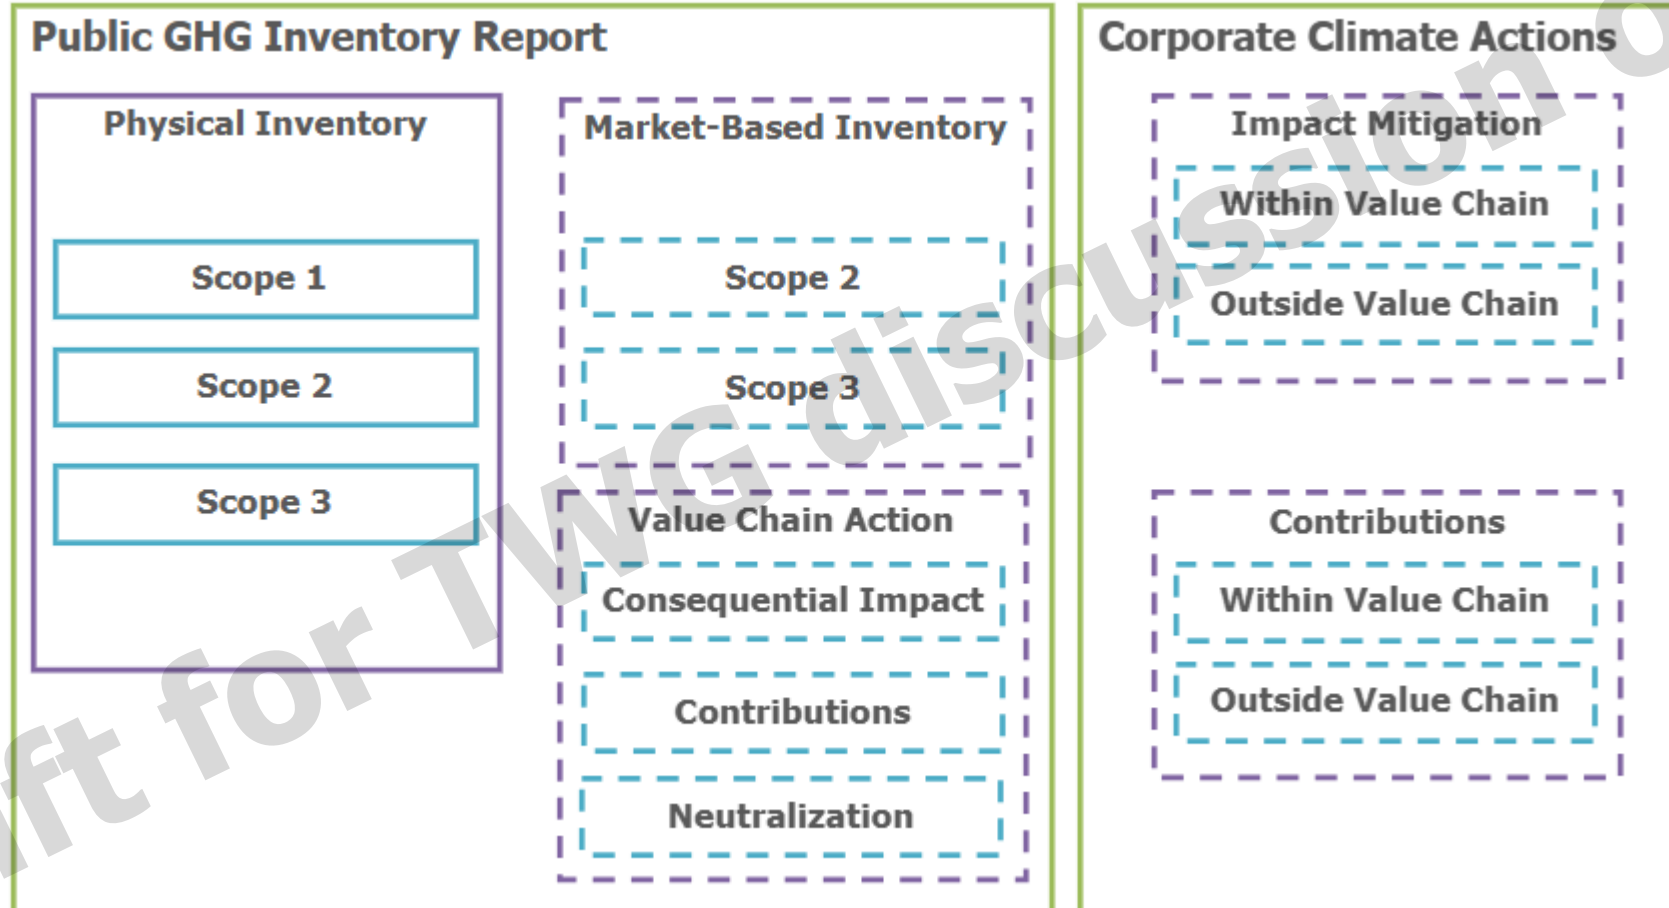 Public GHG Inventory Report
Physical Inventory
Scope 1
Scope 2
Scope 3
Market-Based Inventory
Scope 2
Scope 3
Value Chain Action
Consequential Impact
Contributions
Neutralization
Corporate Climate Actions
Impact Mitigation
Within Value Chain
Outside Value Chain
Contributions
Within Value Chain
Outside Value Chain
for TWG discussion